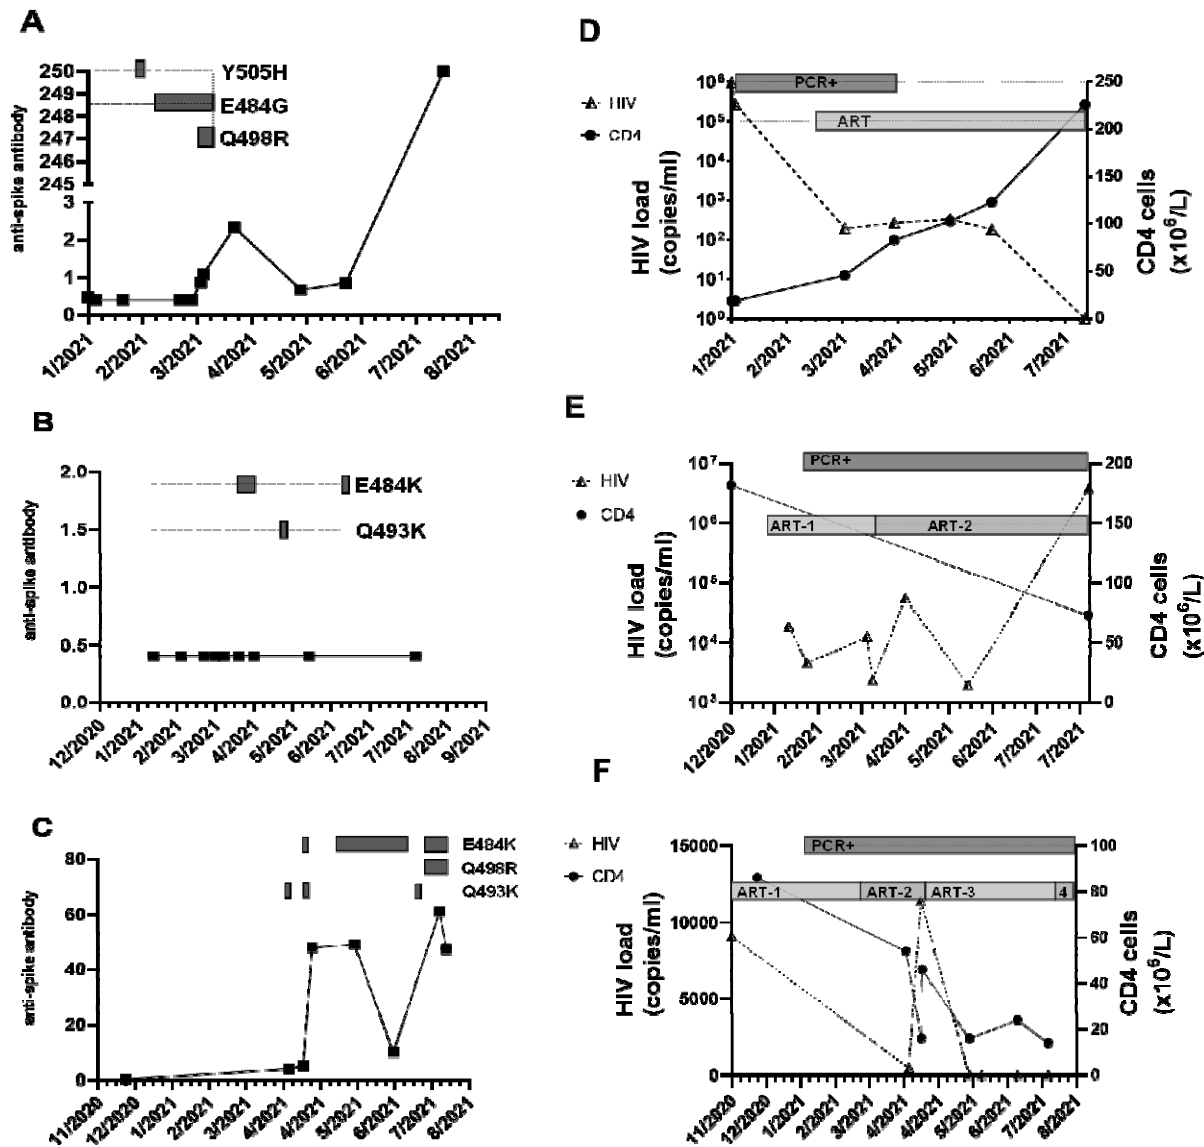 A
anti-spike antibody
250
249
248
247
246
245
3
2
1
0
Y505H
E484G
Q498R
1/2021
2/2021
3/2021
4/2021
5/2021
6/2021
7/2021
8/2021
D
HIV
CD4
HIV load
(copies/ml)
10⁶
10⁵
10⁴
10³
10²
10¹
10⁰
PCR+
ART
250
200
150
100
50
0
CD4 cells
(x10⁶/L)
1/2021
2/2021
3/2021
4/2021
5/2021
6/2021
7/2021
B
anti-spike antibody
2.0
1.5
1.0
0.5
0.0
E484K
Q493K
12/2020
1/2021
2/2021
3/2021
4/2021
5/2021
6/2021
7/2021
7/2021
8/2021
9/2021
E
HIV
CD4
HIV load
(copies/ml)
10⁷
10⁶
10⁵
10⁴
10³
PCR+
ART-1
ART-2
200
150
100
50
0
CD4 cells
(x10⁶/L)
12/2020
1/2021
2/2021
3/2021
4/2021
5/2021
6/2021
7/2021
7/2021
C
anti-spike antibody
80
60
40
20
0
E484K
Q498R
Q493K
11/2020
12/2020
1/2021
2/2021
3/2021
4/2021
4/2021
5/2021
6/2021
7/2021
8/2021
F
HIV
CD4
HIV load
(copies/ml)
15000
10000
5000
0
PCR+
ART-1
ART-2
ART-3
4
100
80
60
40
20
0
CD4 cells
(x10⁶/L)
11/2020
12/2020
1/2021
2/2021
3/2021
4/2021
4/2021
5/2021
6/2021
7/2021
8/2021